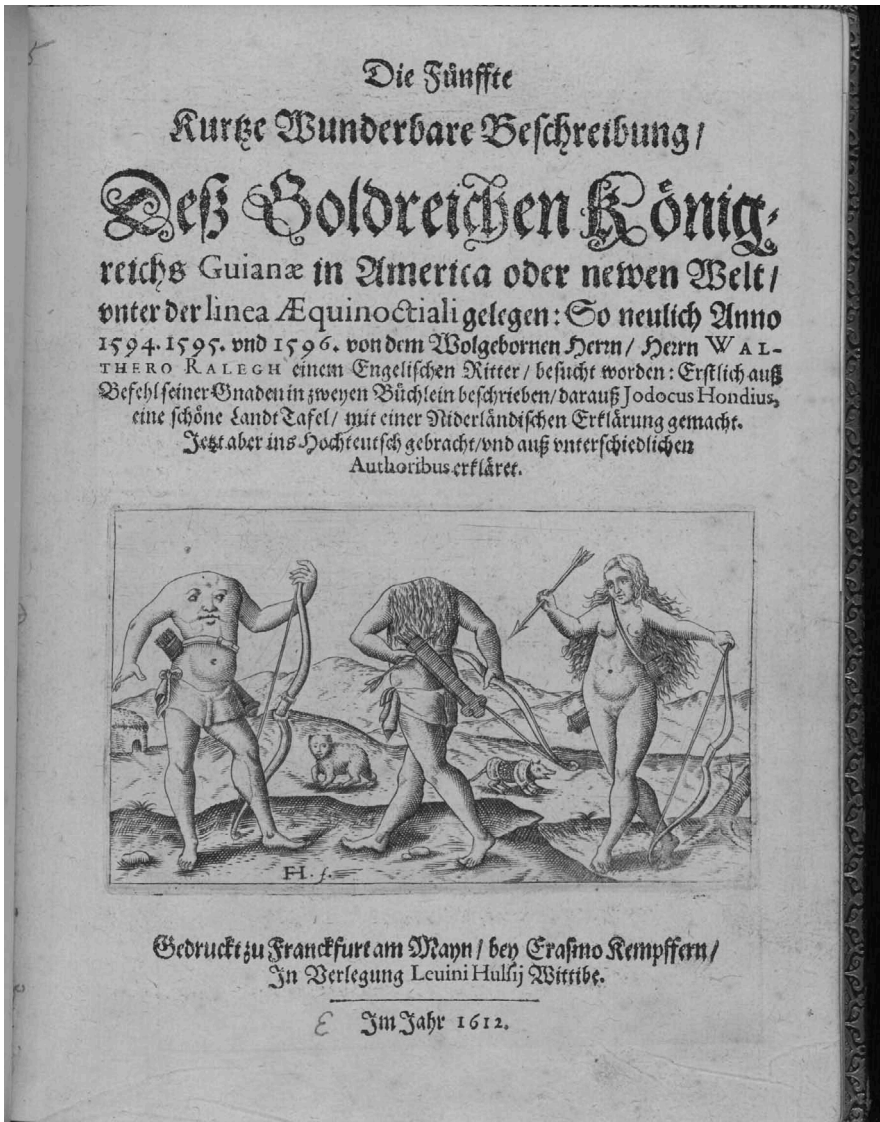 5
Die Fünffte
Kurtze Wunderbare Beschreibung/
Deß Goldreichen König-
reichs Guianæ in America oder newen Welt/
vnter der linea Æquinoctiali gelegen: So neulich Anno
1594. 1595. vnd 1596. von dem Wolgebornen Herrn/ Herrn WAL-
THERO RALEGH einem Engelischen Ritter/ besucht worden: Erstlich auß
Befehl seiner Gnaden in zweyen Büchlein beschrieben/ darauß Jodocus Hondius,
eine schöne Landt Tafel/ mit einer Niderländischen Erklärung gemacht.
Jetzt aber ins Hochteutsch gebracht/ vnd auß vnterschiedlichen
Authoribus erkläret.
H. f.
Gedruckt zu Franckfurt am Mayn/ bey Erasmo Kempffern/
In Verlegung Leuini Hulsij Wittibe.
Im Jahr 1612.